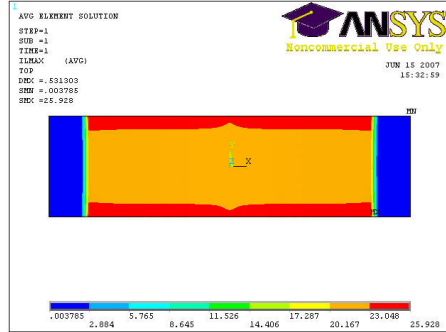 1
AVG ELEMENT SOLUTION
STEP=1
SUB =1
TIME=1
ILMAX (AVG)
TOP
DMX =.531303
SMN =.003785
SMX =25.928
ANSYS
Noncommercial Use Only
JUN 15 2007
15:32:59
MN
Y
Z X
MX
.003785 5.765 11.526 17.287 23.048
2.884 8.645 14.406 20.167 25.928